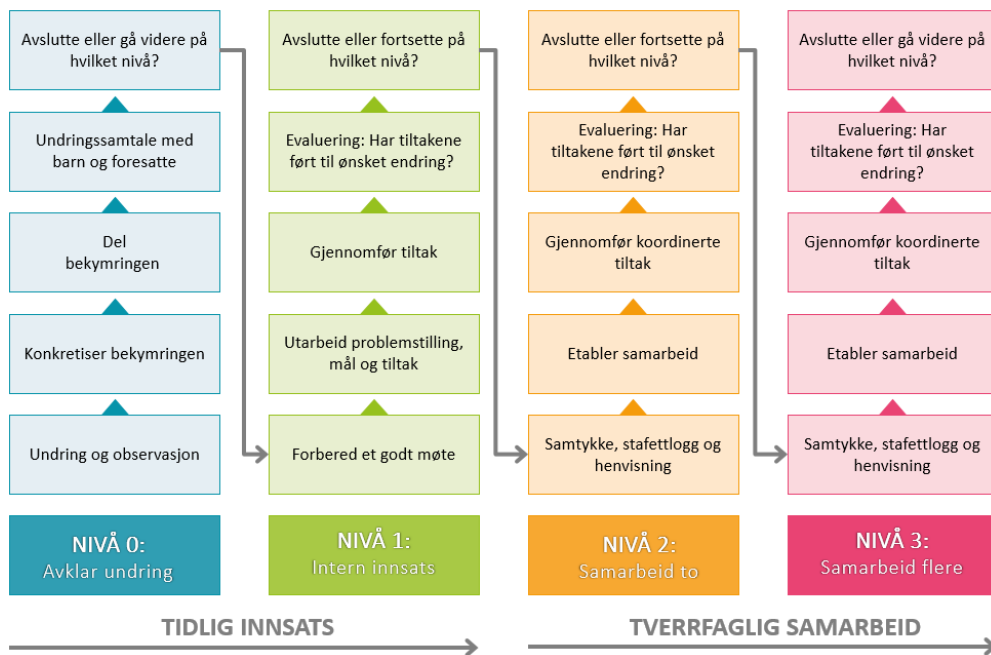 Avslutte eller gå videre på
hvilket nivå?
Undringssamtale med
barn og foresatte
Del
bekymringen
Konkretiser bekymringen
Undring og observasjon
NIVÅ 0:
Avklar undring
Avslutte eller fortsette på
hvilket nivå?
Evaluering: Har tiltakene
ført til ønsket endring?
Gjennomfør tiltak
Utarbeid problemstilling,
mål og tiltak
Forbered et godt møte
NIVÅ 1:
Intern innsats
Avslutte eller fortsette på
hvilket nivå?
Evaluering: Har
tiltakene ført til ønsket
endring?
Gjennomfør koordinerte
tiltak
Etabler samarbeid
Samtykke, stafettlogg og
henvisning
NIVÅ 2:
Samarbeid to
Avslutte eller gå videre på
hvilket nivå?
Evaluering: Har
tiltakene ført til ønsket
endring?
Gjennomfør koordinerte
tiltak
Etabler samarbeid
Samtykke, stafettlogg og
henvisning
NIVÅ 3:
Samarbeid flere
TIDLIG INNSATS
TVERRFAGLIG SAMARBEID